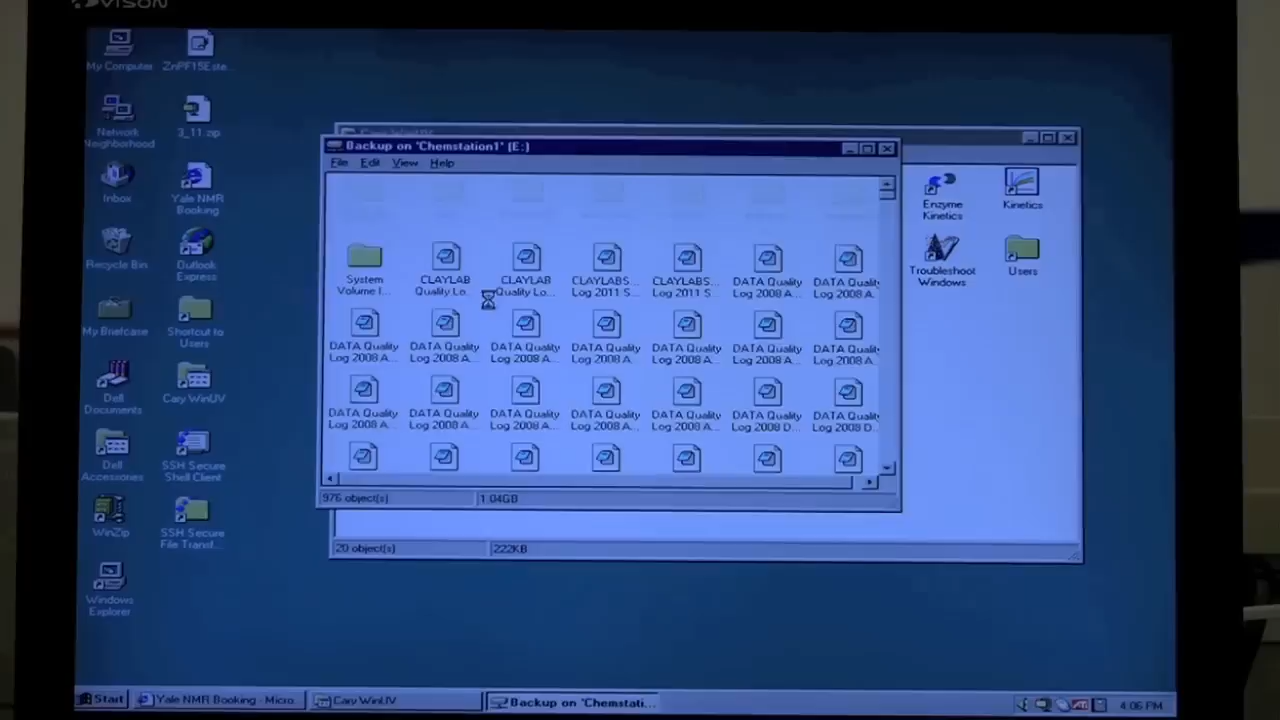 VISION
My Computer
ZnPF15Este...
Network
Neighborhood
3_11.zip
Inbox
Yale NMR
Booking
Recycle Bin
Outlook
Express
My Briefcase
Shortcut to
Users
Dell
Documents
Cary WinUV
Dell
Accessories
SSH Secure
Shell Client
WinZip
SSH Secure
File Transf...
Windows
Explorer
Backup on 'Chemstation1' (E:)
File Edit View Help
System
Volume I...
CLAYLAB
Quality Lo...
CLAYLAB
Quality Lo...
CLAYLABS...
Log 2011 S...
CLAYLABS...
Log 2011 S...
DATA Quality
Log 2008 A...
DATA Quality
Log 2008 A...
DATA Quality
Log 2008 A...
DATA Quality
Log 2008 A...
DATA Quality
Log 2008 A...
DATA Quality
Log 2008 A...
DATA Quality
Log 2008 A...
DATA Quality
Log 2008 A...
DATA Quality
Log 2008 A...
DATA Quality
Log 2008 A...
DATA Quality
Log 2008 A...
DATA Quality
Log 2008 A...
DATA Quality
Log 2008 A...
DATA Quality
Log 2008 A...
DATA Quality
Log 2008 D...
DATA Quality
Log 2008 D...
976 object(s) 1.04GB
Enzyme
Kinetics
Kinetics
Troubleshoot
Windows
Users
20 object(s) 222KB
Start
Yale NMR Booking - Micro...
Cary WinUV
Backup on 'Chemstati...
4:06 PM